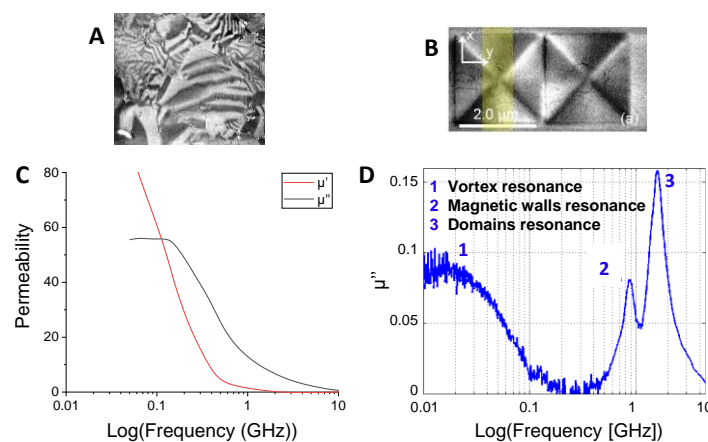 A
B
x
y
2.0 μm
(a)
C
80
60
40
20
0
Permeability
μ'
μ''
0.01
0.1
1
10
Log(Frequency (GHz))
D
0.15
0.1
0.05
0
μ''
1 Vortex resonance
2 Magnetic walls resonance
3 Domains resonance
1
2
3
0.01
0.1
1
10
Log(Frequency [GHz])